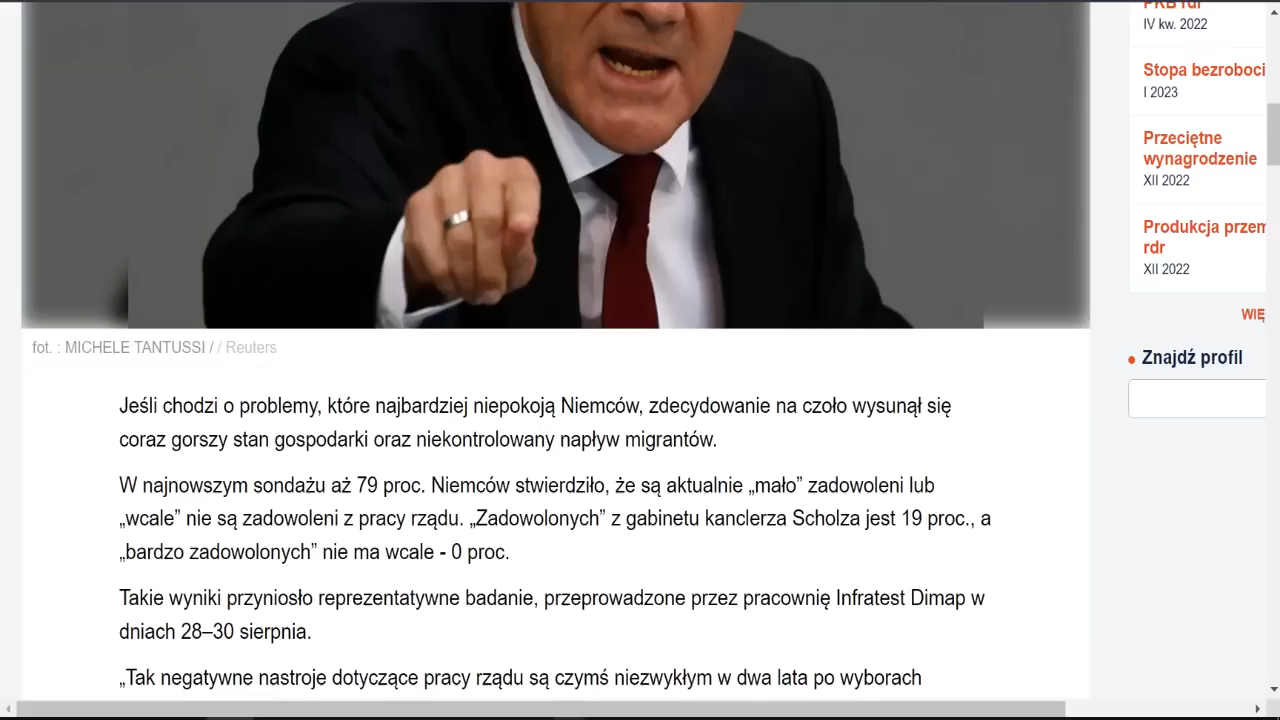 PKB rdr
IV kw. 2022
Stopa bezroboci
I 2023
Przeciętne
wynagrodzenie
XII 2022
Produkcja przem
rdr
XII 2022
WIĘ
Znajdź profil
fot. : MICHELE TANTUSSI / / Reuters
Jeśli chodzi o problemy, które najbardziej niepokoją Niemców, zdecydowanie na czoło wysunął się
coraz gorszy stan gospodarki oraz niekontrolowany napływ migrantów.
W najnowszym sondażu aż 79 proc. Niemców stwierdziło, że są aktualnie „mało” zadowoleni lub
„wcale” nie są zadowoleni z pracy rządu. „Zadowolonych” z gabinetu kanclerza Scholza jest 19 proc., a
„bardzo zadowolonych” nie ma wcale - 0 proc.
Takie wyniki przyniosło reprezentatywne badanie, przeprowadzone przez pracownię Infratest Dimap w
dniach 28–30 sierpnia.
„Tak negatywne nastroje dotyczące pracy rządu są czymś niezwykłym w dwa lata po wyborach